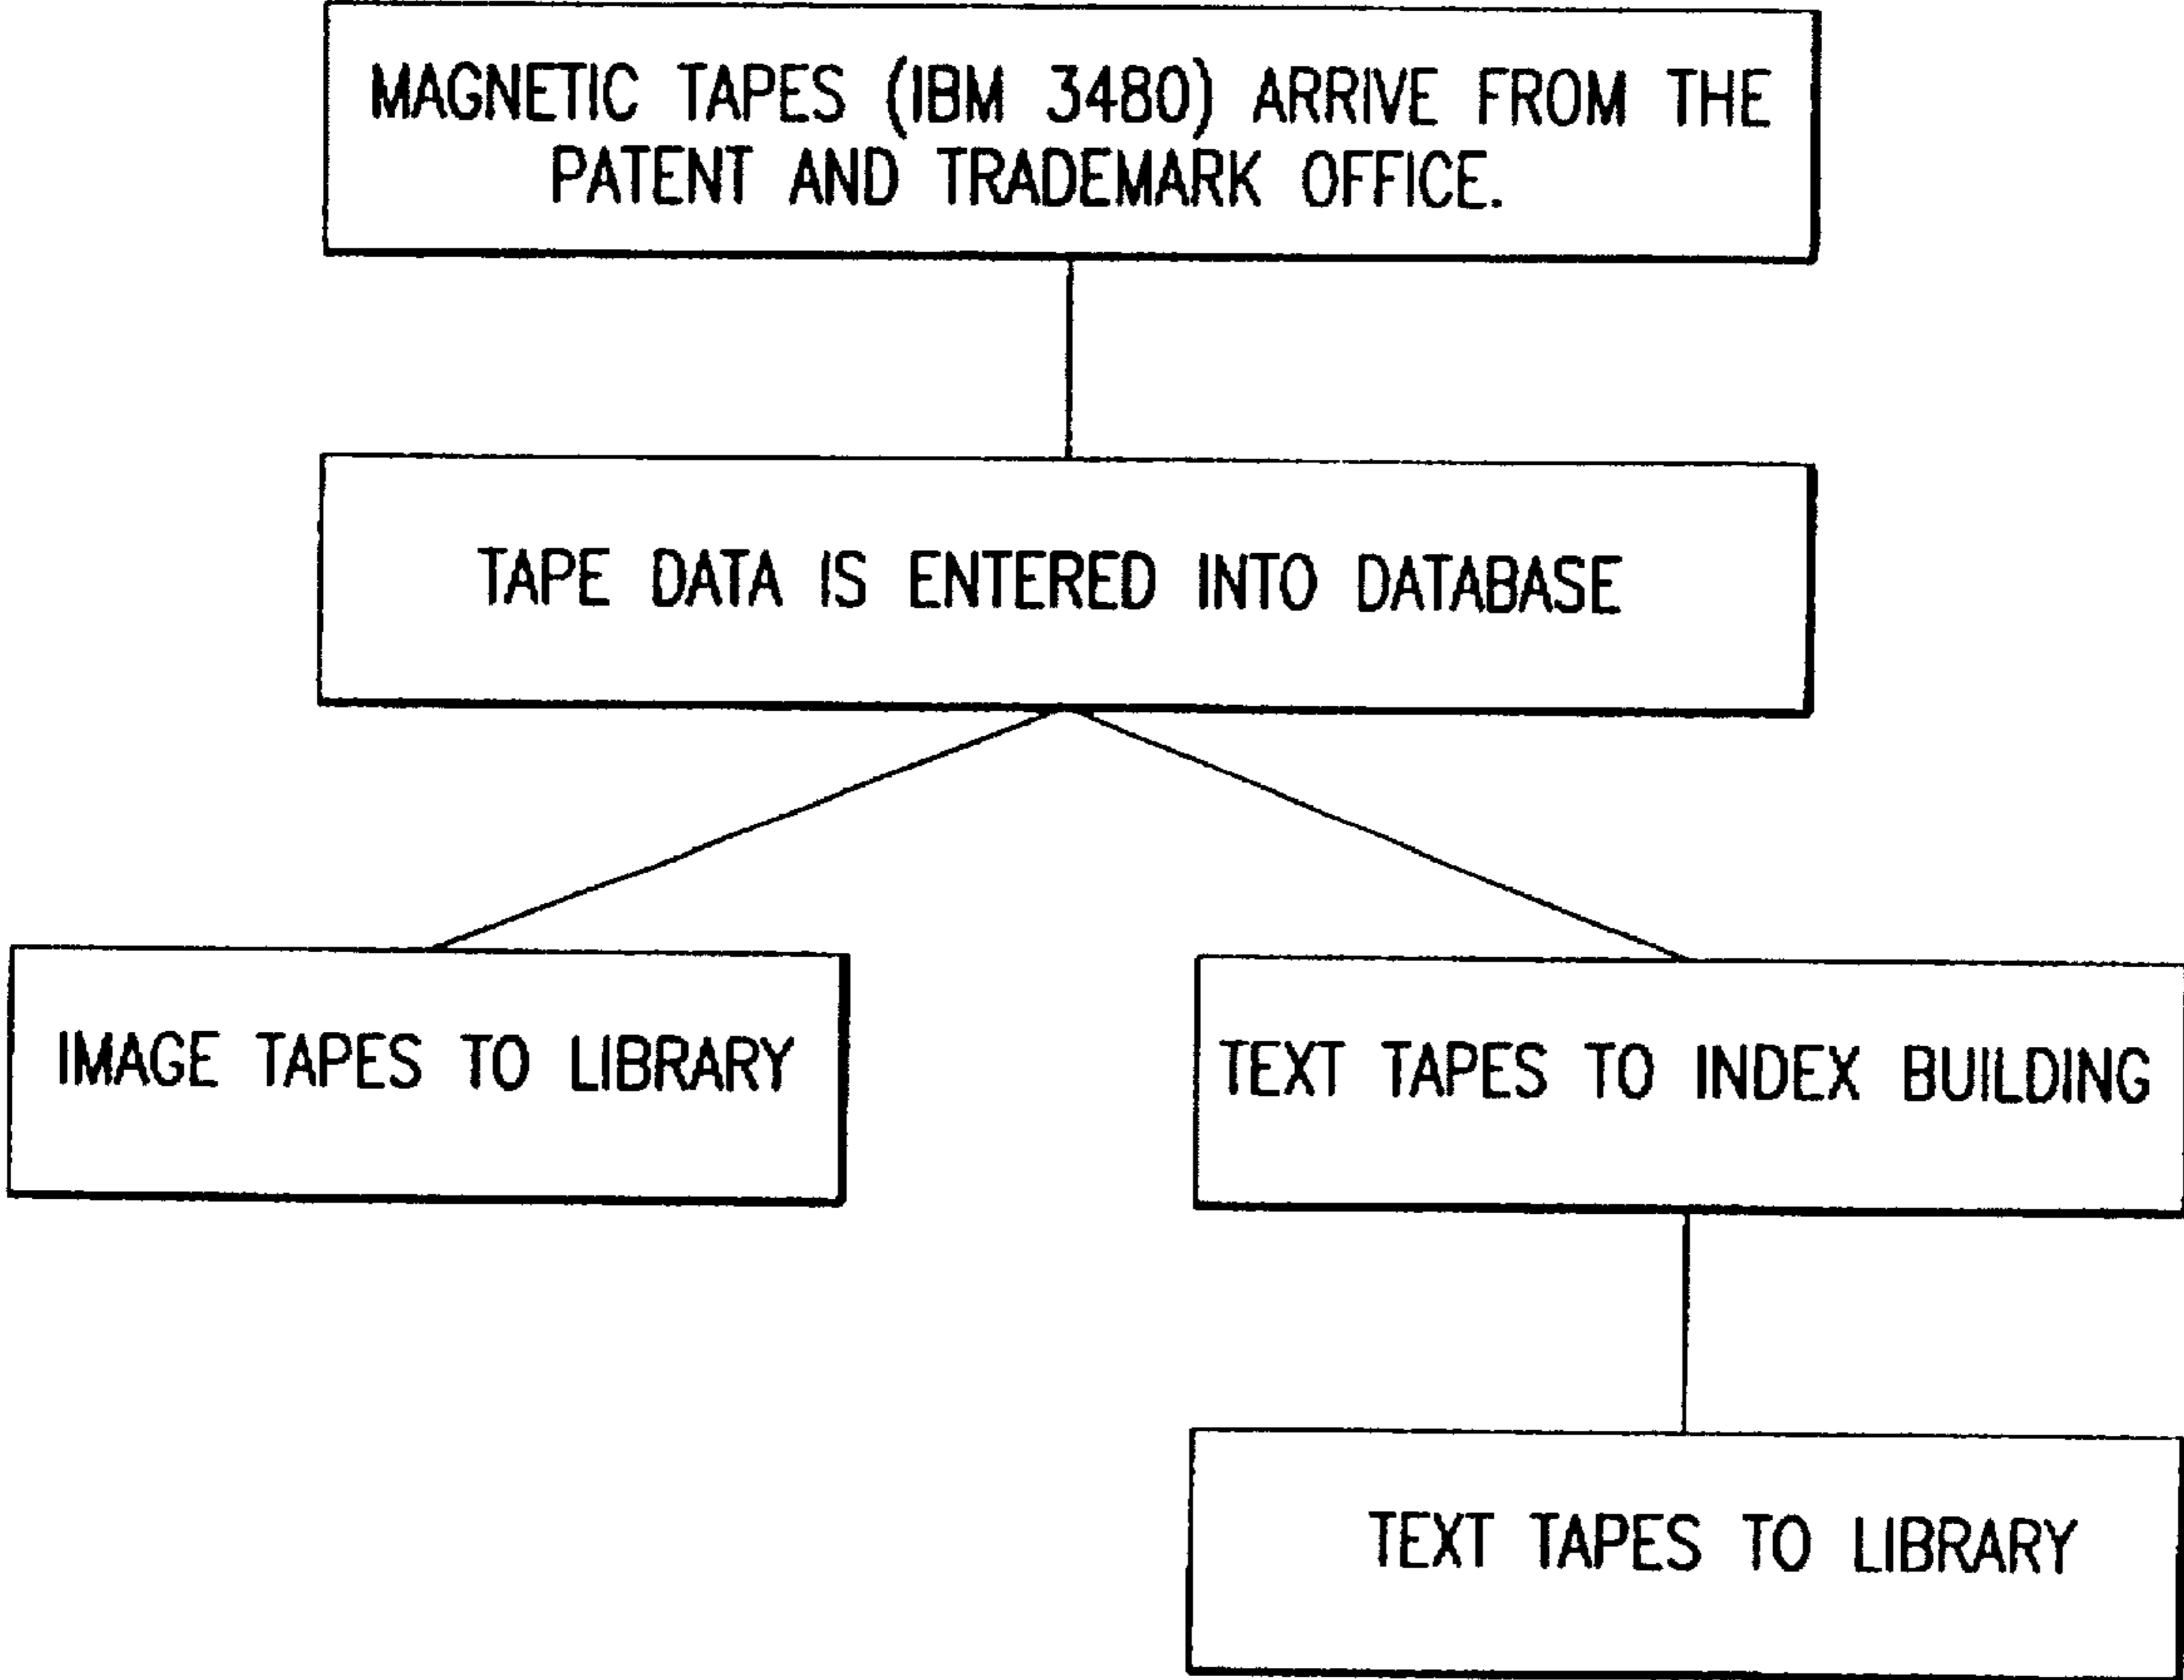 MAGNETIC TAPES (IBM 3480) ARRIVE FROM THE
PATENT AND TRADEMARK OFFICE.
TAPE DATA IS ENTERED INTO DATABASE
IMAGE TAPES TO LIBRARY
TEXT TAPES TO INDEX BUILDING
TEXT TAPES TO LIBRARY